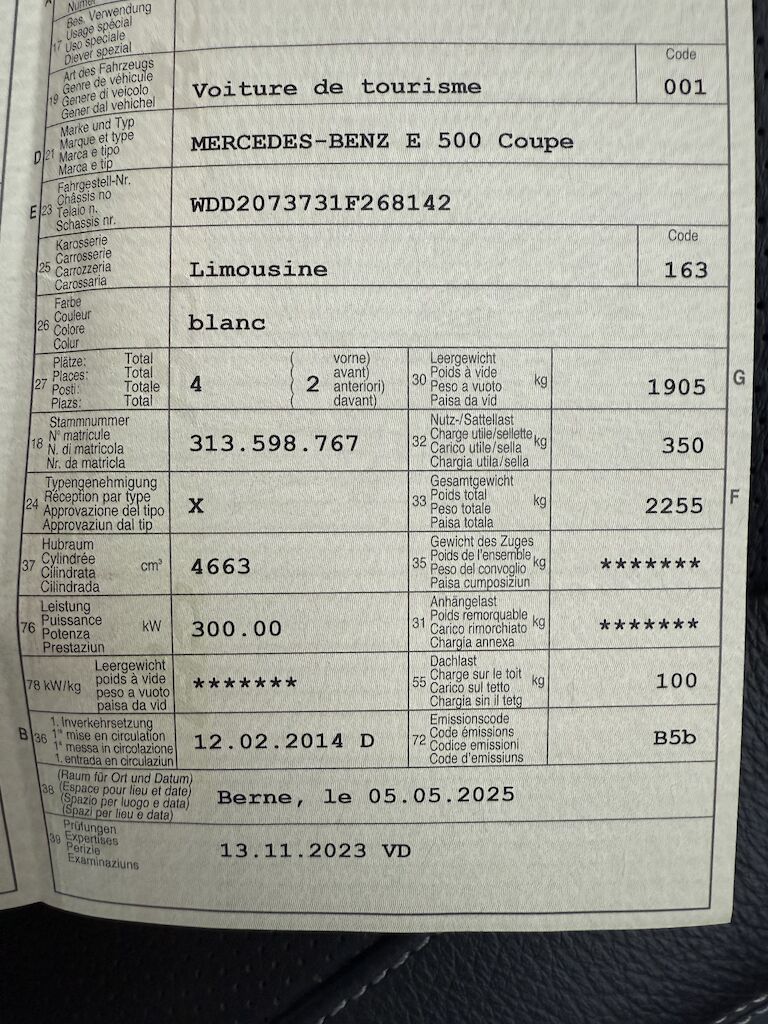 Bes. Verwendung
17 Usage spécial
Uso speciale
Diever spezial
Art des Fahrzeugs
Genre de véhicule
19 Genere di veicolo
Gener dal vehichel
Voiture de tourisme
Code
001
Marke und Typ
D 21 Marque et type
Marca e tipo
Marca e tip
MERCEDES-BENZ E 500 Coupe
Fahrgestell-Nr.
E 23 Châssis no
Telaio n.
Schassis nr.
WDD2073731F268142
Karosserie
25 Carrosserie
Carrozzeria
Carossaria
Limousine
Code
163
Farbe
26 Couleur
Colore
Colur
blanc
27 Plätze: Total
Places: Total
Posti: Totale
Plazs: Total
4
( vorne)
( avant)
( 2 anteriori)
( davant)
30 Leergewicht
Poids à vide kg
Peso a vuoto
Paisa da vid
1905 G
18 Stammnummer
N° matricule
N. di matricola
Nr. da matricla
313.598.767
32 Nutz-/Sattellast
Charge utile/sellette kg
Carico utile/sella
Chargia utila/sella
350
24 Typengenehmigung
Réception par type
Approvazione del tipo
Approvaziun dal tip
X
33 Gesamtgewicht
Poids total kg
Peso totale
Paisa totala
2255 F
37 Hubraum
Cylindrée cm³
Cilindrata
Cilindrada
4663
35 Gewicht des Zuges
Poids de l'ensemble kg
Peso del convoglio
Paisa cumposiziun
*******
76 Leistung
Puissance kW
Potenza
Prestaziun
300.00
31 Anhängelast
Poids remorquable kg
Carico rimorchiato
Chargia annexa
*******
78 kW/kg Leergewicht
poids à vide
peso a vuoto
paisa da vid
*******
55 Dachlast
Charge sur le toit kg
Carico sul tetto
Chargia sin il tetg
100
B 36 1. Inverkehrsetzung
1re mise en circulation
1a messa in circolazione
1. entrada en circulaziun
12.02.2014 D
72 Emissionscode
Code émissions
Codice emissioni
Code d'emissiuns
B5b
38 (Raum für Ort und Datum)
(Espace pour lieu et date)
(Spazio per luogo e data)
(Spazi per lieu e data)
Berne, le 05.05.2025
39 Prüfungen
Expertises
Perizie
Examinaziuns
13.11.2023 VD